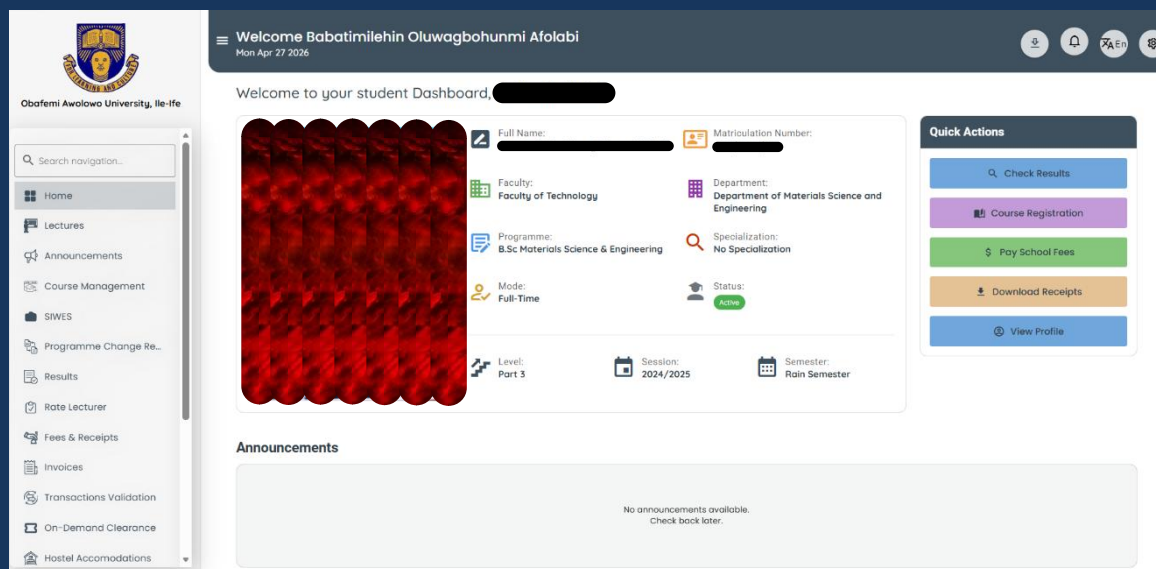 Obafemi Awolowo University, Ile-Ife
Search navigation...
Home
Lectures
Announcements
Course Management
SIWES
Programme Change Re...
Results
Rate Lecturer
Fees & Receipts
Invoices
Transactions Validation
On-Demand Clearance
Hostel Accomodations
Welcome Babatimilehin Oluwagbohunmi Afolabi
Mon Apr 27 2026
En
Welcome to your student Dashboard,
Full Name:
Matriculation Number:
Faculty:
Faculty of Technology
Department:
Department of Materials Science and
Engineering
Programme:
B.Sc Materials Science & Engineering
Specialization:
No Specialization
Mode:
Full-Time
Status:
Active
Level:
Part 3
Session:
2024/2025
Semester:
Rain Semester
Quick Actions
Check Results
Course Registration
Pay School Fees
Download Receipts
View Profile
Announcements
No announcements available.
Check back later.